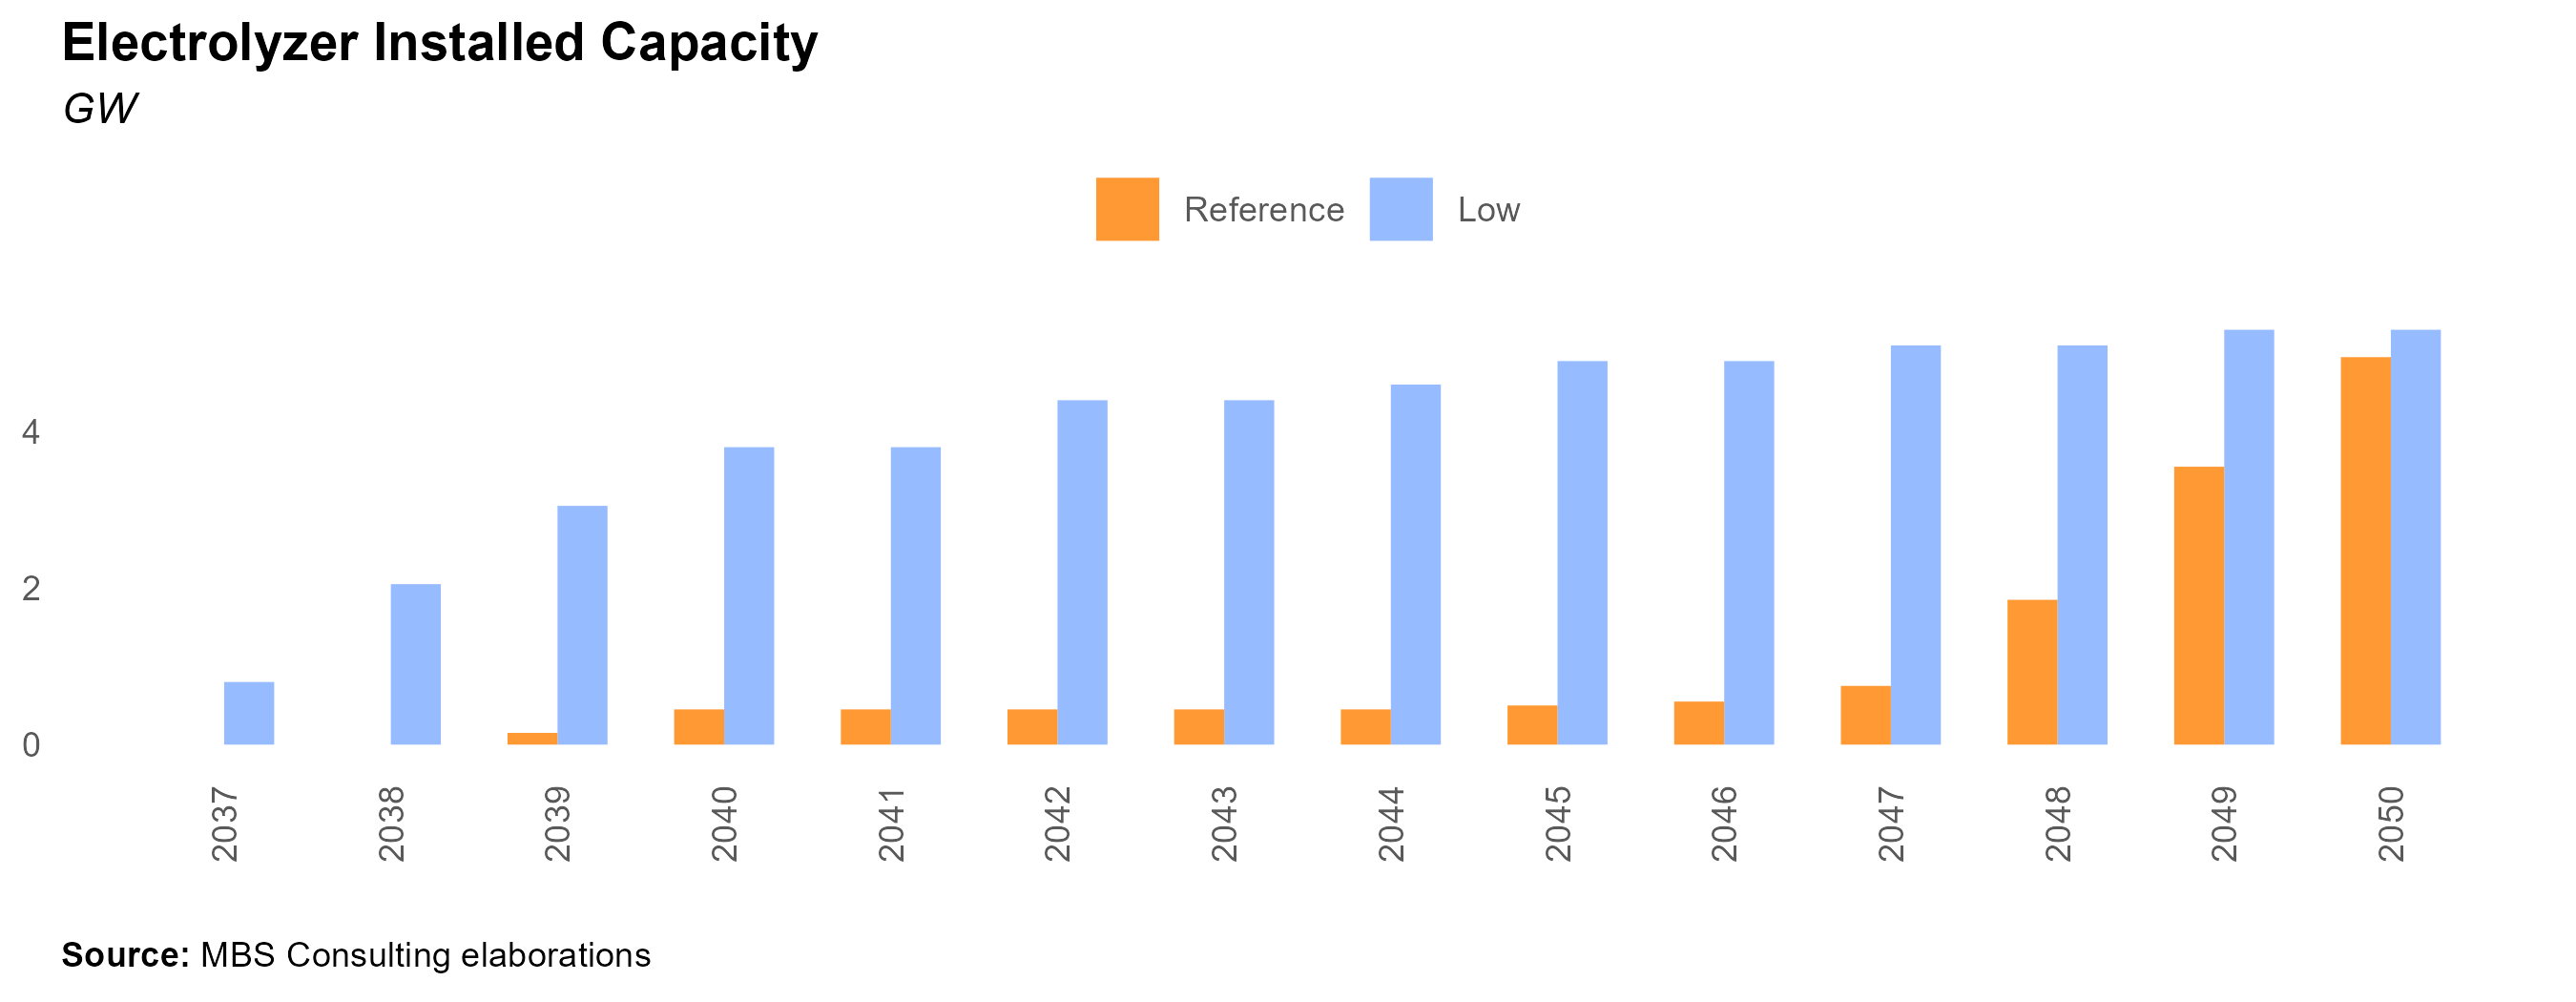 Electrolyzer Installed Capacity
GW
Reference Low
4
2
0
2037 2038 2039 2040 2041 2042 2043 2044 2045 2046 2047 2048 2049 2050
Source: MBS Consulting elaborations